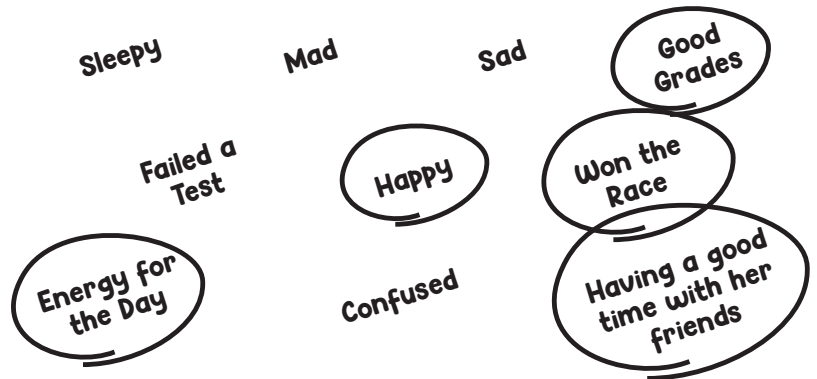 Sleepy
Mad
Sad
Good
Grades
Failed a
Test
Happy
Won the
Race
Energy for
the Day
Confused
Having a good
time with her
friends